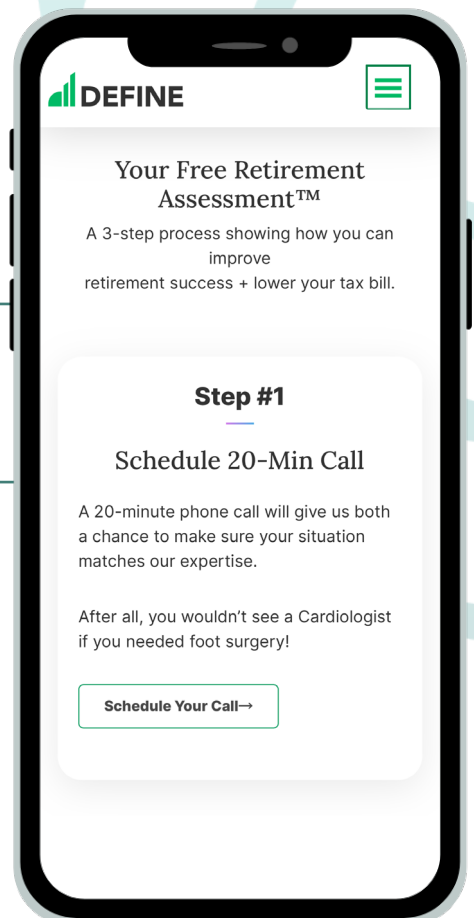 DEFINE
Your Free Retirement
Assessment™
A 3-step process showing how you can
improve
retirement success + lower your tax bill.
Step #1
Schedule 20-Min Call
A 20-minute phone call will give us both
a chance to make sure your situation
matches our expertise.
After all, you wouldn’t see a Cardiologist
if you needed foot surgery!
Schedule Your Call→